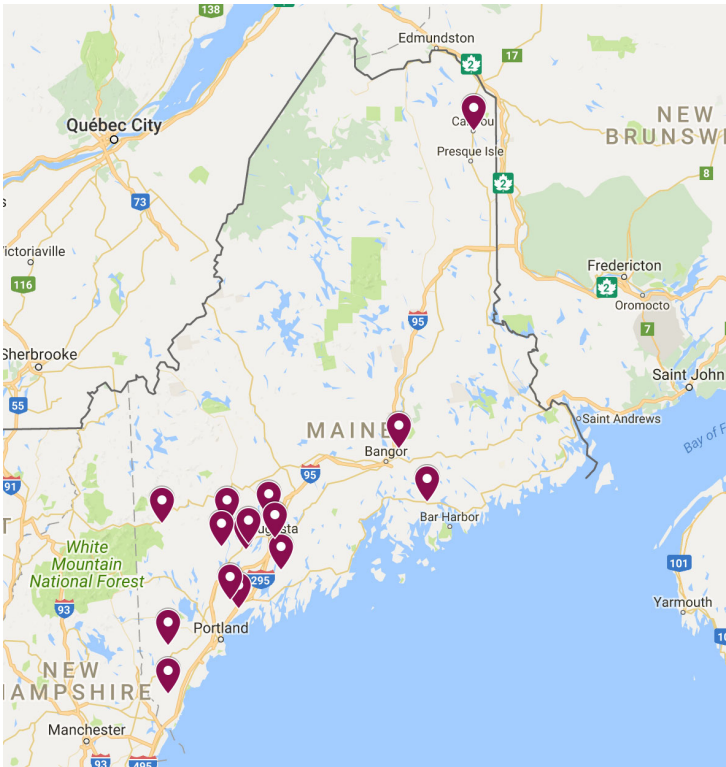 138
Edmundston
2
17
Québec City
NEW
BRUNSW
Presque Isle
8
2
73
Victoriaville
Fredericton
116
2
Oromocto
95
7
Sherbrooke
Saint John
55
Saint Andrews
MAINE
Bay of F
Bangor
95
91
Bar Harbor
White
Mountain
National Forest
101
295
93
Yarmouth
Portland
10
NEW
HAMPSHIRE
Manchester
93
495